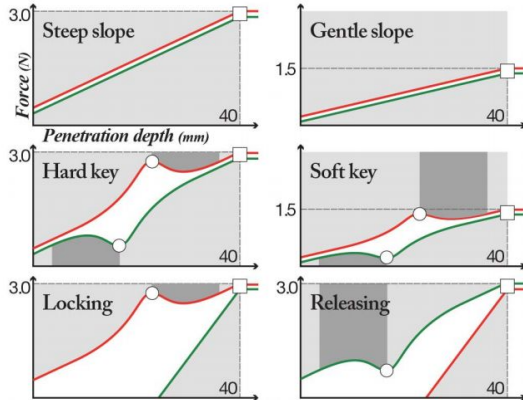 3.0
Steep slope
Force (N)
40
Penetration depth (mm)
Gentle slope
1.5
40
3.0
Hard key
40
Soft key
1.5
40
3.0
Locking
40
3.0
Releasing
40